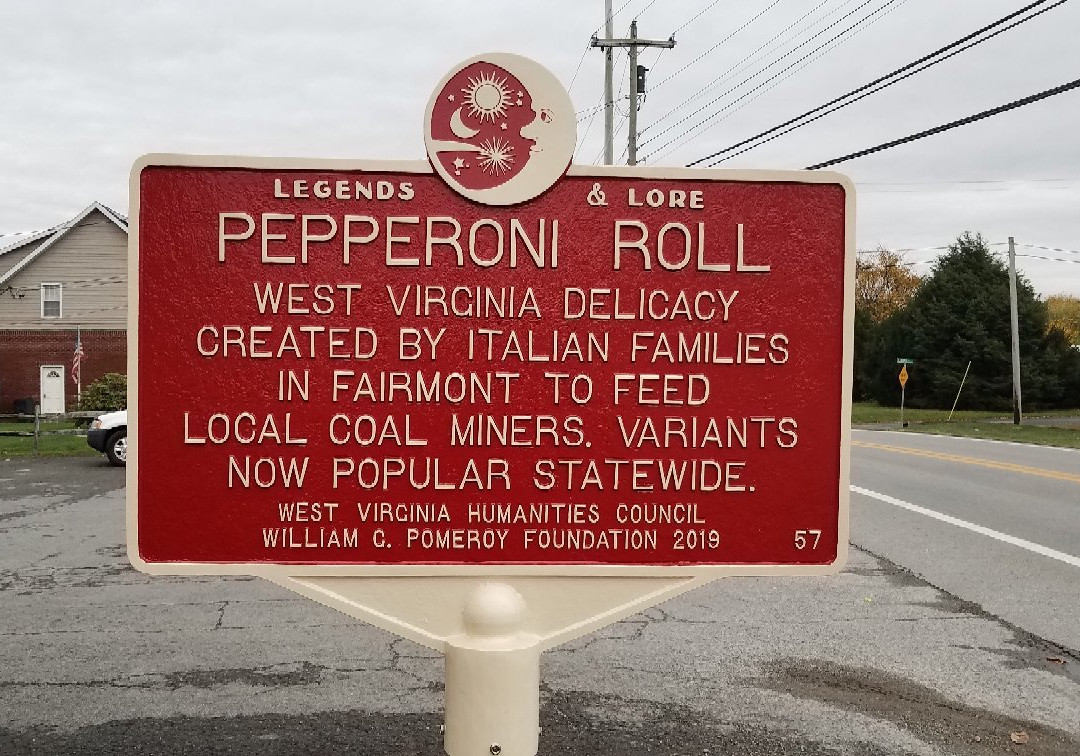 LEGENDS & LORE
PEPPERONI ROLL
WEST VIRGINIA DELICACY
CREATED BY ITALIAN FAMILIES
IN FAIRMONT TO FEED
LOCAL COAL MINERS. VARIANTS
NOW POPULAR STATEWIDE.
WEST VIRGINIA HUMANITIES COUNCIL
WILLIAM G. POMEROY FOUNDATION 2019 57